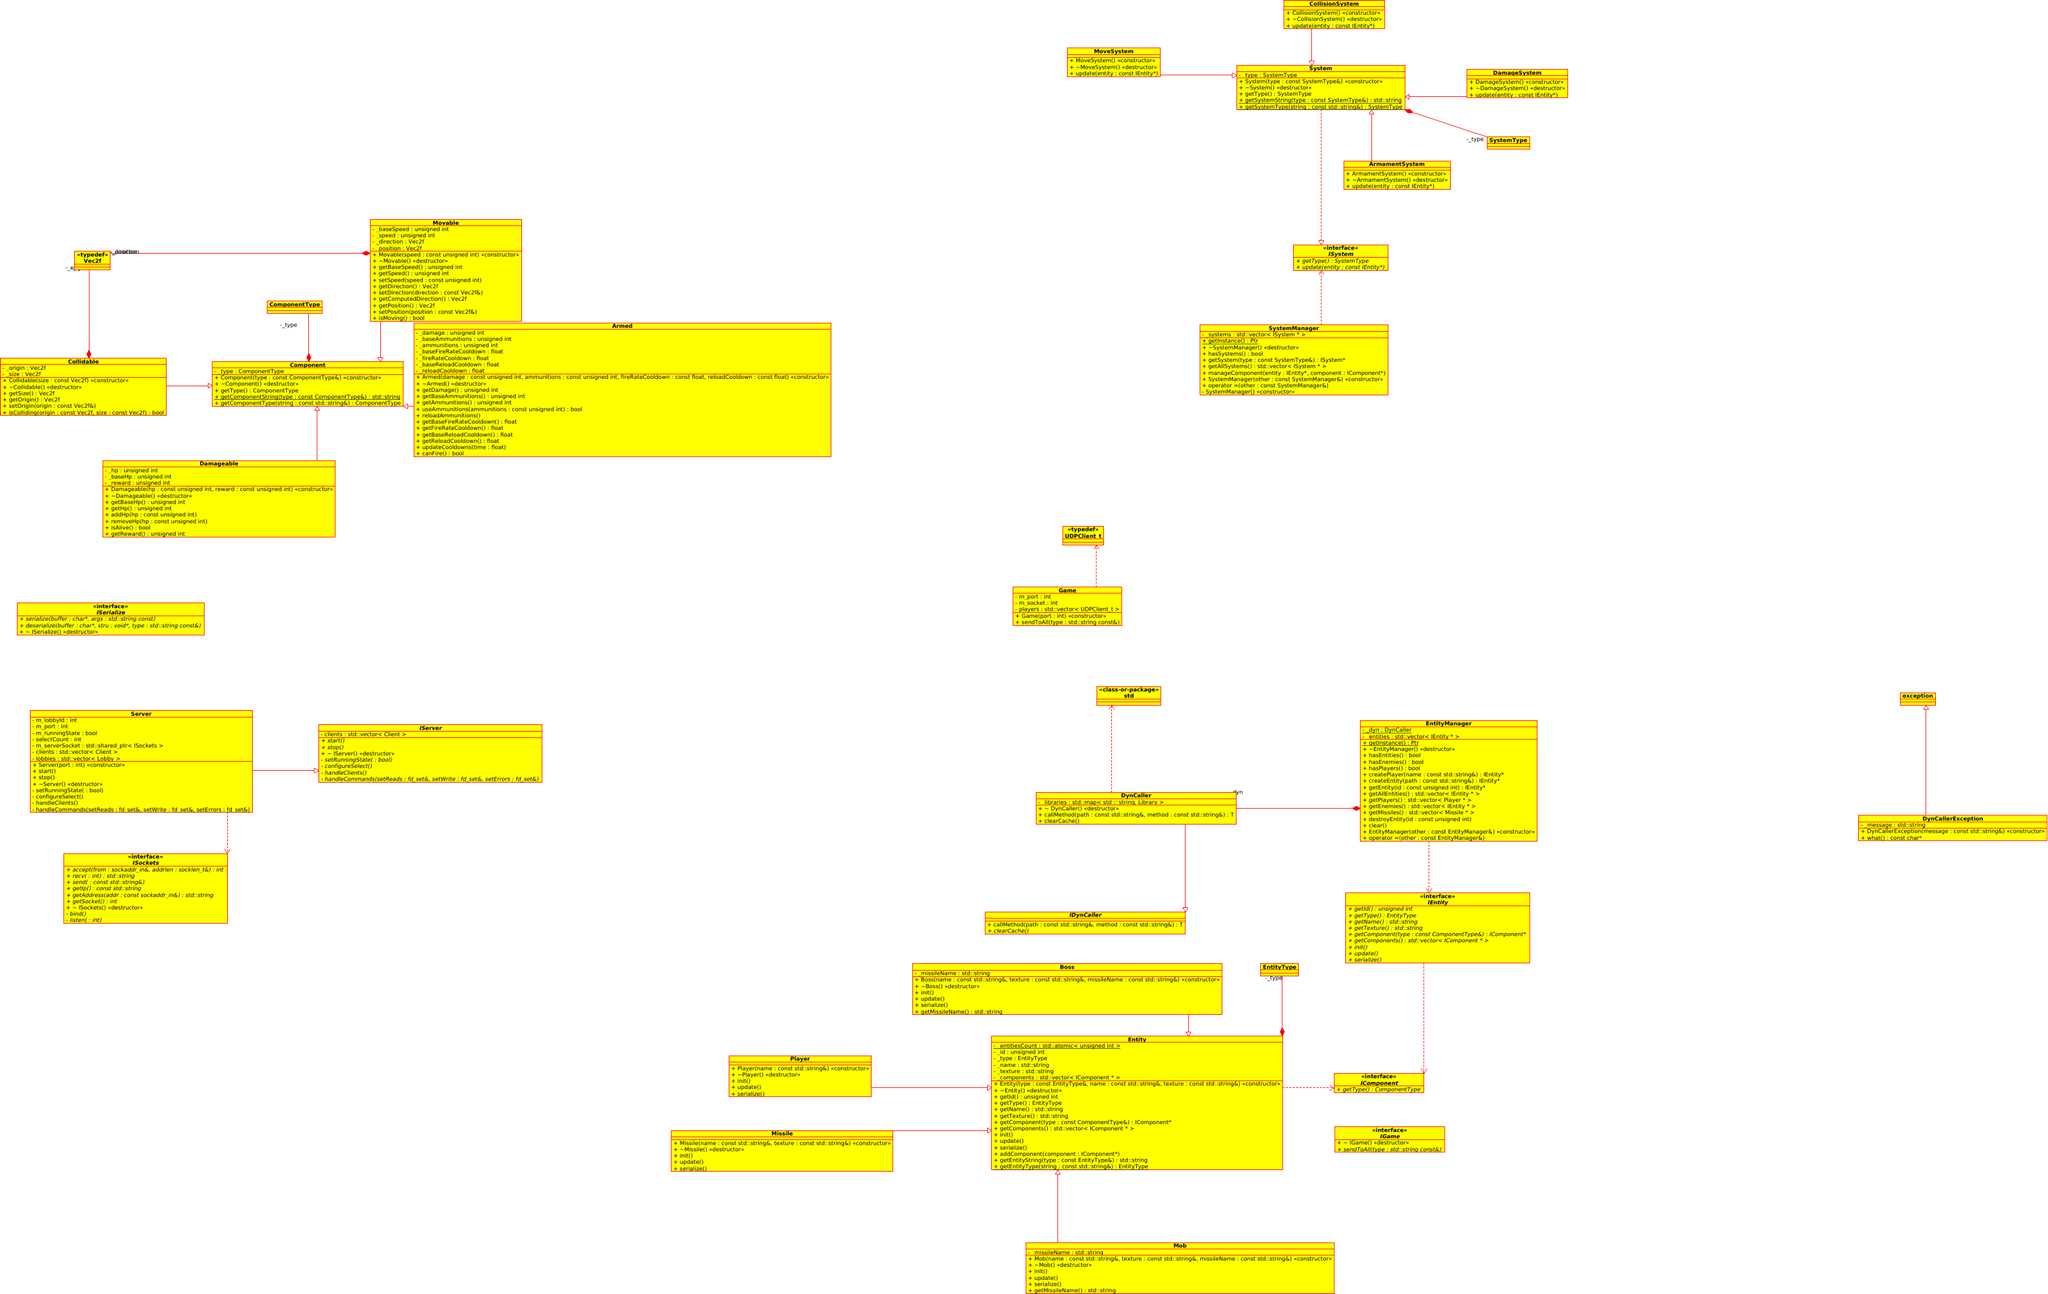 CollisionSystem
+ CollisionSystem() «constructor»
+ ~CollisionSystem() «destructor»
+ update(entity : const IEntity*)
MoveSystem
+ MoveSystem() «constructor»
+ ~MoveSystem() «destructor»
+ update(entity : const IEntity*)
System
- _type : SystemType
+ System(type : const SystemType&) «constructor»
+ ~System() «destructor»
+ getType() : SystemType
+ getSystemString(type : const SystemType&) : std::string
+ getSystemType(string : const std::string&) : SystemType
DamageSystem
+ DamageSystem() «constructor»
+ ~DamageSystem() «destructor»
+ update(entity : const IEntity*)
-_type
SystemType
ArmamentSystem
+ ArmamentSystem() «constructor»
+ ~ArmamentSystem() «destructor»
+ update(entity : const IEntity*)
«interface»
ISystem
+ getType() : SystemType
+ update(entity : const IEntity*)
SystemManager
- _systems : std::vector< ISystem * >
+ getInstance() : Ptr
+ ~SystemManager() «destructor»
+ hasSystems() : bool
+ getSystem(type : const SystemType&) : ISystem*
+ getAllSystems() : std::vector< ISystem * >
+ manageComponent(entity : IEntity*, component : IComponent*)
+ SystemManager(other : const SystemManager&) «constructor»
+ operator =(other : const SystemManager&)
- SystemManager() «constructor»
Movable
- _baseSpeed : unsigned int
- _speed : unsigned int
- _direction : Vec2f
- _position : Vec2f
+ Movable(speed : const unsigned int) «constructor»
+ ~Movable() «destructor»
+ getBaseSpeed() : unsigned int
+ getSpeed() : unsigned int
+ setSpeed(speed : const unsigned int)
+ getDirection() : Vec2f
+ setDirection(direction : const Vec2f&)
+ getComputedDirection() : Vec2f
+ getPosition() : Vec2f
+ setPosition(position : const Vec2f&)
+ isMoving() : bool
«typedef»
Vec2f
ComponentType
-_type
Collidable
- _origin : Vec2f
- _size : Vec2f
+ Collidable(size : const Vec2f) «constructor»
+ ~Collidable() «destructor»
+ getSize() : Vec2f
+ getOrigin() : Vec2f
+ setOrigin(origin : const Vec2f&)
+ isColliding(origin : const Vec2f, size : const Vec2f) : bool
Component
- _type : ComponentType
+ Component(type : const ComponentType&) «constructor»
+ ~Component() «destructor»
+ getType() : ComponentType
+ getComponentString(type : const ComponentType&) : std::string
+ getComponentType(string : const std::string&) : ComponentType
Armed
- _damage : unsigned int
- _baseAmmunitions : unsigned int
- _ammunitions : unsigned int
- _baseFireRateCooldown : float
- _fireRateCooldown : float
- _baseReloadCooldown : float
- _reloadCooldown : float
+ Armed(damage : const unsigned int, ammunitions : const unsigned int, fireRateCooldown : const float, reloadCooldown : const float) «constructor»
+ ~Armed() «destructor»
+ getDamage() : unsigned int
+ getBaseAmmunitions() : unsigned int
+ getAmmunitions() : unsigned int
+ useAmmunitions(ammunitions : const unsigned int) : bool
+ reloadAmmunitions()
+ getBaseFireRateCooldown() : float
+ getFireRateCooldown() : float
+ getBaseReloadCooldown() : float
+ getReloadCooldown() : float
+ updateCooldowns(time : float)
+ canFire() : bool
Damageable
- _hp : unsigned int
- _baseHp : unsigned int
- _reward : unsigned int
+ Damageable(hp : const unsigned int, reward : const unsigned int) «constructor»
+ ~Damageable() «destructor»
+ getBaseHp() : unsigned int
+ getHp() : unsigned int
+ addHp(hp : const unsigned int)
+ removeHp(hp : const unsigned int)
+ isAlive() : bool
+ getReward() : unsigned int
«typedef»
UDPClient_t
Game
- m_port : int
- m_socket : int
- players : std::vector< UDPClient_t >
+ Game(port : int) «constructor»
+ sendToAll(type : std::string const&)
«interface»
ISerialize
+ serialize(buffer : char*, args : std::string const)
+ deserialize(buffer : char*, stru : void*, type : std::string const&)
+ ~ ISerialize() «destructor»
Server
- m_lobbyId : int
- m_port : int
- m_runningState : bool
- selectCount : int
- m_serverSocket : std::shared_ptr< ISockets >
- clients : std::vector< Client >
- lobbies : std::vector< Lobby >
+ Server(port : int) «constructor»
+ start()
+ stop()
+ ~Server() «destructor»
- setRunningState( : bool)
- configureSelect()
- handleClients()
- handleCommands(setReads : fd_set&, setWrite : fd_set&, setErrors : fd_set&)
IServer
- clients : std::vector< Client >
+ start()
+ stop()
+ ~ IServer() «destructor»
- setRunningState( : bool)
- configureSelect()
- handleClients()
- handleCommands(setReads : fd_set&, setWrite : fd_set&, setErrors : fd_set&)
«interface»
ISockets
+ accept(from : sockaddr_in&, addrlen : socklen_t&) : int
+ recv( : int) : std::string
+ send( : const std::string&)
+ getIp() : const std::string
+ getAddress(addr : const sockaddr_in&) : std::string
+ getSocket() : int
+ ~ ISockets() «destructor»
- bind()
- listen( : int)
«class-or-package»
std
exception
EntityManager
- _dyn : DynCaller
- _entities : std::vector< IEntity * >
+ getInstance() : Ptr
+ ~EntityManager() «destructor»
+ hasEntities() : bool
+ hasEnemies() : bool
+ hasPlayers() : bool
+ createPlayer(name : const std::string&) : IEntity*
+ createEntity(path : const std::string&) : IEntity*
+ getEntity(id : const unsigned int) : IEntity*
+ getAllEntities() : std::vector< IEntity * >
+ getPlayers() : std::vector< Player * >
+ getEnemies() : std::vector< IEntity * >
+ getMissiles() : std::vector< Missile * >
+ destroyEntity(id : const unsigned int)
+ clear()
+ EntityManager(other : const EntityManager&) «constructor»
+ operator =(other : const EntityManager&)
DynCaller
- _libraries : std::map< std :: string, Library >
+ ~ DynCaller() «destructor»
+ callMethod(path : const std::string&, method : const std::string&) : T
+ clearCache()
DynCallerException
- _message : std::string
+ DynCallerException(message : const std::string&) «constructor»
+ what() : const char*
IDynCaller
+ callMethod(path : const std::string&, method : const std::string&) : T
+ clearCache()
«interface»
IEntity
+ getId() : unsigned int
+ getType() : EntityType
+ getName() : std::string
+ getTexture() : std::string
+ getComponent(type : const ComponentType&) : IComponent*
+ getComponents() : std::vector< IComponent * >
+ init()
+ update()
+ serialize()
Boss
- _missileName : std::string
+ Boss(name : const std::string&, texture : const std::string&, missileName : const std::string&) «constructor»
+ ~Boss() «destructor»
+ init()
+ update()
+ serialize()
+ getMissileName() : std::string
EntityType
-_type
Entity
- _entitiesCount : std::atomic< unsigned int >
- _id : unsigned int
- _type : EntityType
- _name : std::string
- _texture : std::string
- _components : std::vector< IComponent * >
+ Entity(type : const EntityType&, name : const std::string&, texture : const std::string&) «constructor»
+ ~Entity() «destructor»
+ getId() : unsigned int
+ getType() : EntityType
+ getName() : std::string
+ getTexture() : std::string
+ getComponent(type : const ComponentType&) : IComponent*
+ getComponents() : std::vector< IComponent * >
+ init()
+ update()
+ serialize()
+ addComponent(component : IComponent*)
+ getEntityString(type : const EntityType&) : std::string
+ getEntityType(string : const std::string&) : EntityType
Player
+ Player(name : const std::string&) «constructor»
+ ~Player() «destructor»
+ init()
+ update()
+ serialize()
Missile
+ Missile(name : const std::string&, texture : const std::string&) «constructor»
+ ~Missile() «destructor»
+ init()
+ update()
+ serialize()
«interface»
IComponent
+ getType() : ComponentType
«interface»
IGame
+ ~ IGame() «destructor»
+ sendToAll(type : std::string const&)
Mob
- _missileName : std::string
+ Mob(name : const std::string&, texture : const std::string&, missileName : const std::string&) «constructor»
+ ~Mob() «destructor»
+ init()
+ update()
+ serialize()
+ getMissileName() : std::string